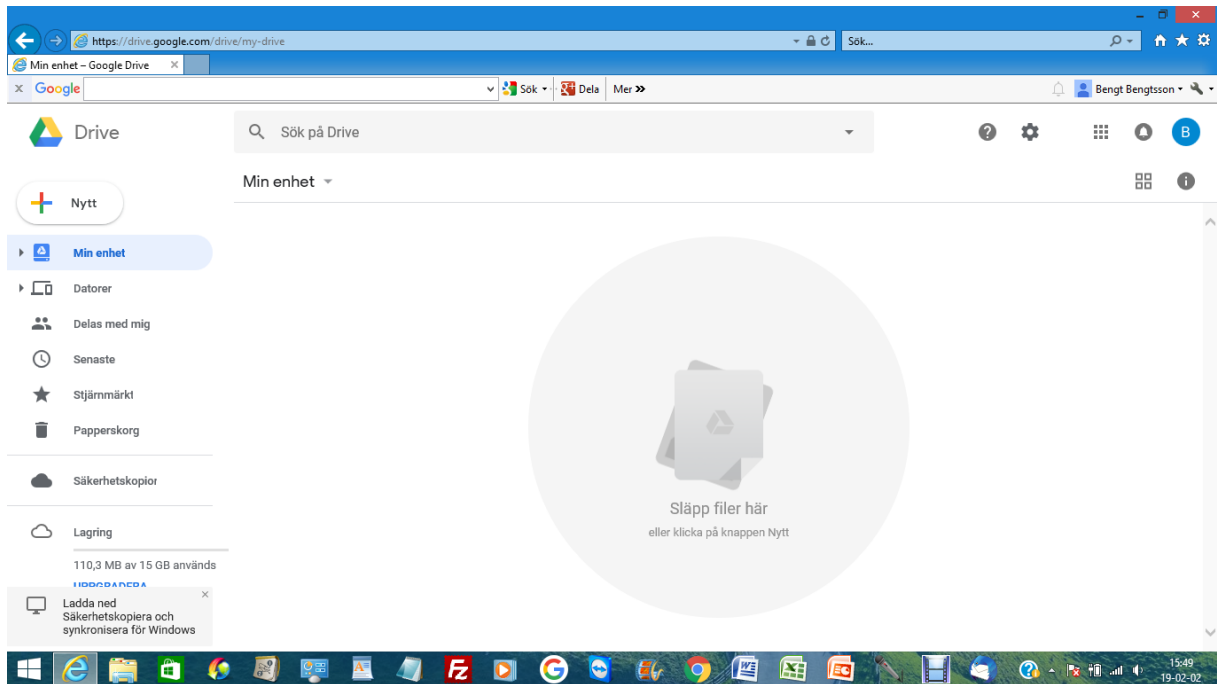 https://drive.google.com/drive/my-drive
Sök...
Min enhet – Google Drive
x Google
Sök
Dela
Mer »
Bengt Bengtsson
Drive
Sök på Drive
B
Min enhet
Nytt
Min enhet
Datorer
Delas med mig
Senaste
Stjärnmärkt
Papperskorg
Säkerhetskopior
Lagring
110,3 MB av 15 GB används
UPPGRADERA
Släpp filer här
eller klicka på knappen Nytt
Ladda ned
Säkerhetskopiera och
synkronisera för Windows
15:49
19-02-02